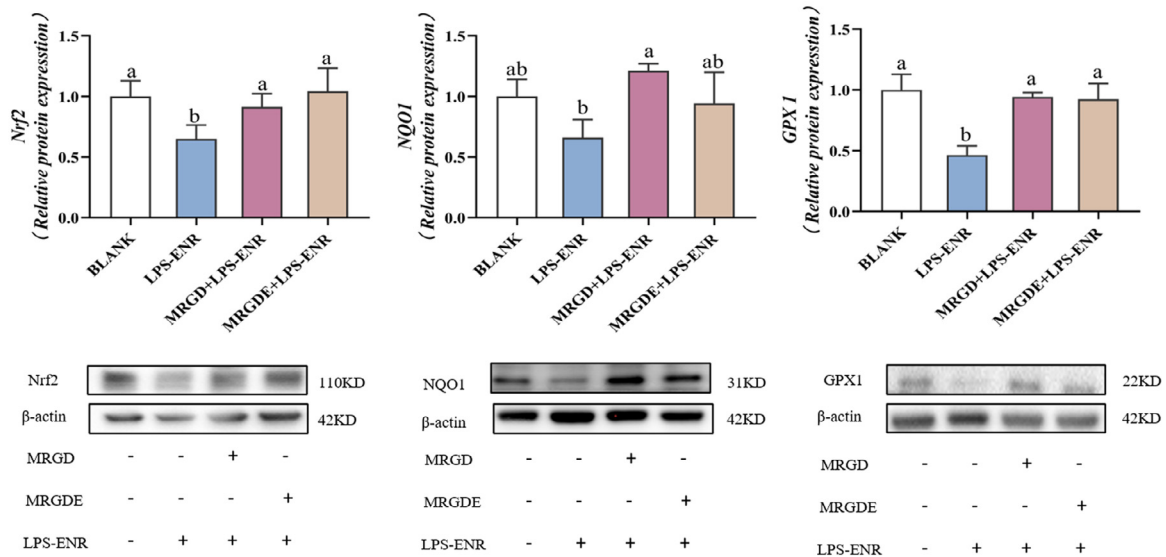 Nrf2
( Relative protein expresstion )
1.5
1.0
0.5
0.0
a
b
a
a
BLANK
LPS-ENR
MRGD+LPS-ENR
MRGDE+LPS-ENR
NQO1
( Relative protein expression )
1.5
1.0
0.5
0.0
ab
b
a
ab
BLANK
LPS-ENR
MRGD+LPS-ENR
MRGDE+LPS-ENR
GPX 1
( Relative protein expression )
1.5
1.0
0.5
0.0
a
b
a
a
BLANK
LPS-ENR
MRGD+LPS-ENR
MRGDE+LPS-ENR
Nrf2 110KD
β-actin 42KD
MRGD - - + -
MRGDE - - - +
LPS-ENR - + + +
NQO1 31KD
β-actin 42KD
MRGD - - + -
MRGDE - - - +
LPS-ENR - + + +
GPX1 22KD
β-actin 42KD
MRGD - - + -
MRGDE - - - +
LPS-ENR - + + +